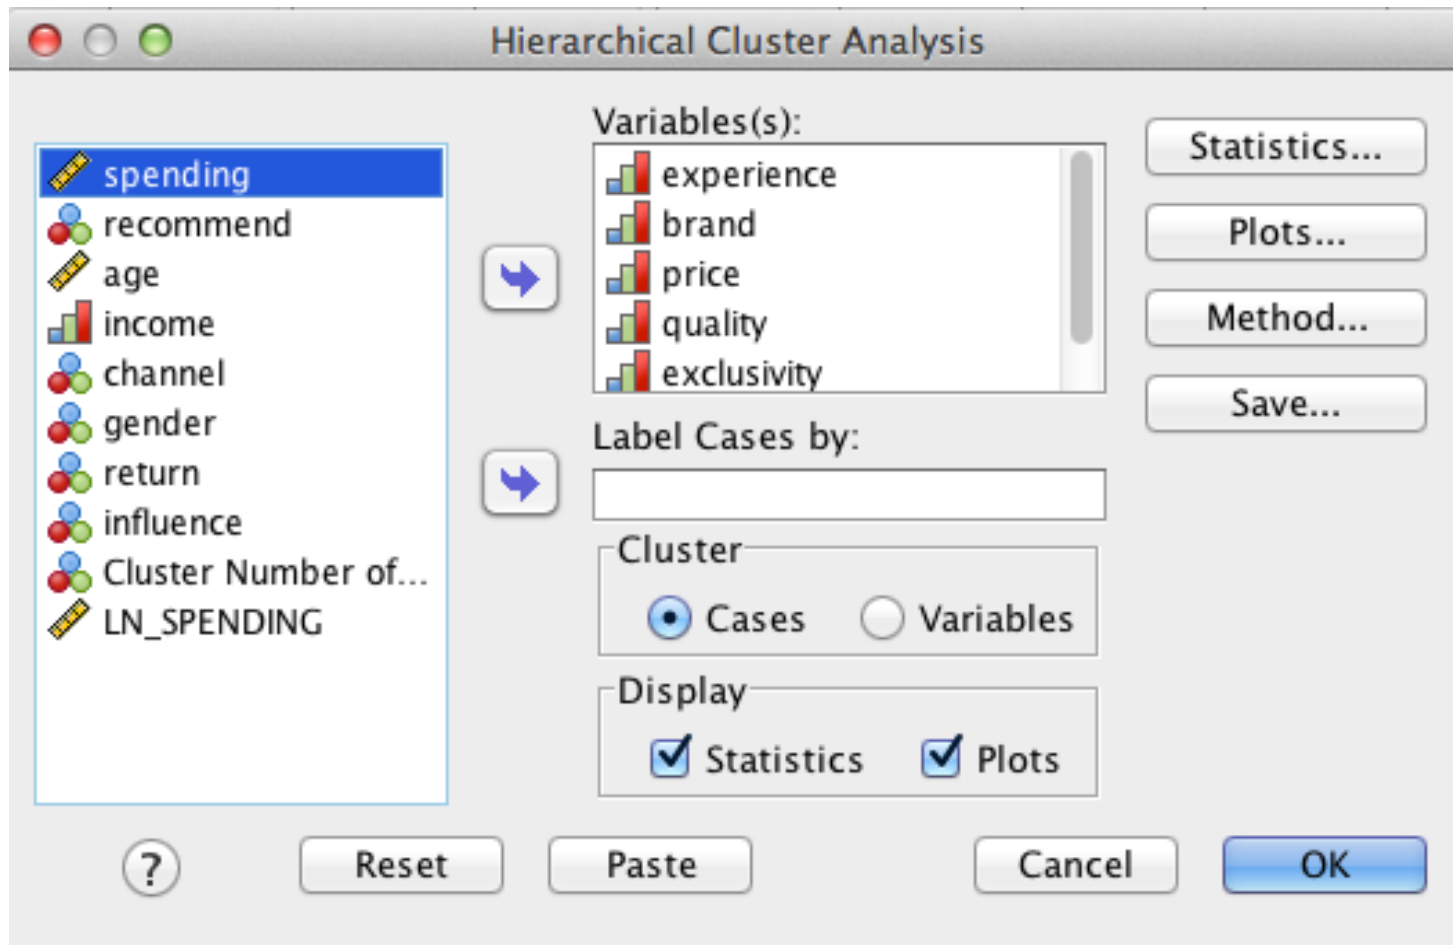 Hierarchical Cluster Analysis
spending
recommend
age
income
channel
gender
return
influence
Cluster Number of...
LN_SPENDING
Variables(s):
experience
brand
price
quality
exclusivity
Label Cases by:
Cluster
Cases Variables
Display
Statistics Plots
Statistics...
Plots...
Method...
Save...
? Reset Paste Cancel OK